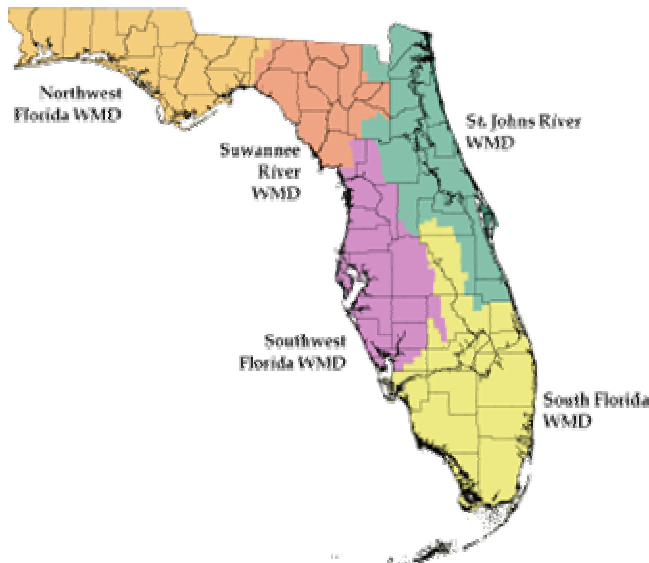 Northwest
Florida WMD
St. Johns River
WMD
Suwannee
River
WMD
Southwest
Florida WMD
South Florida
WMD